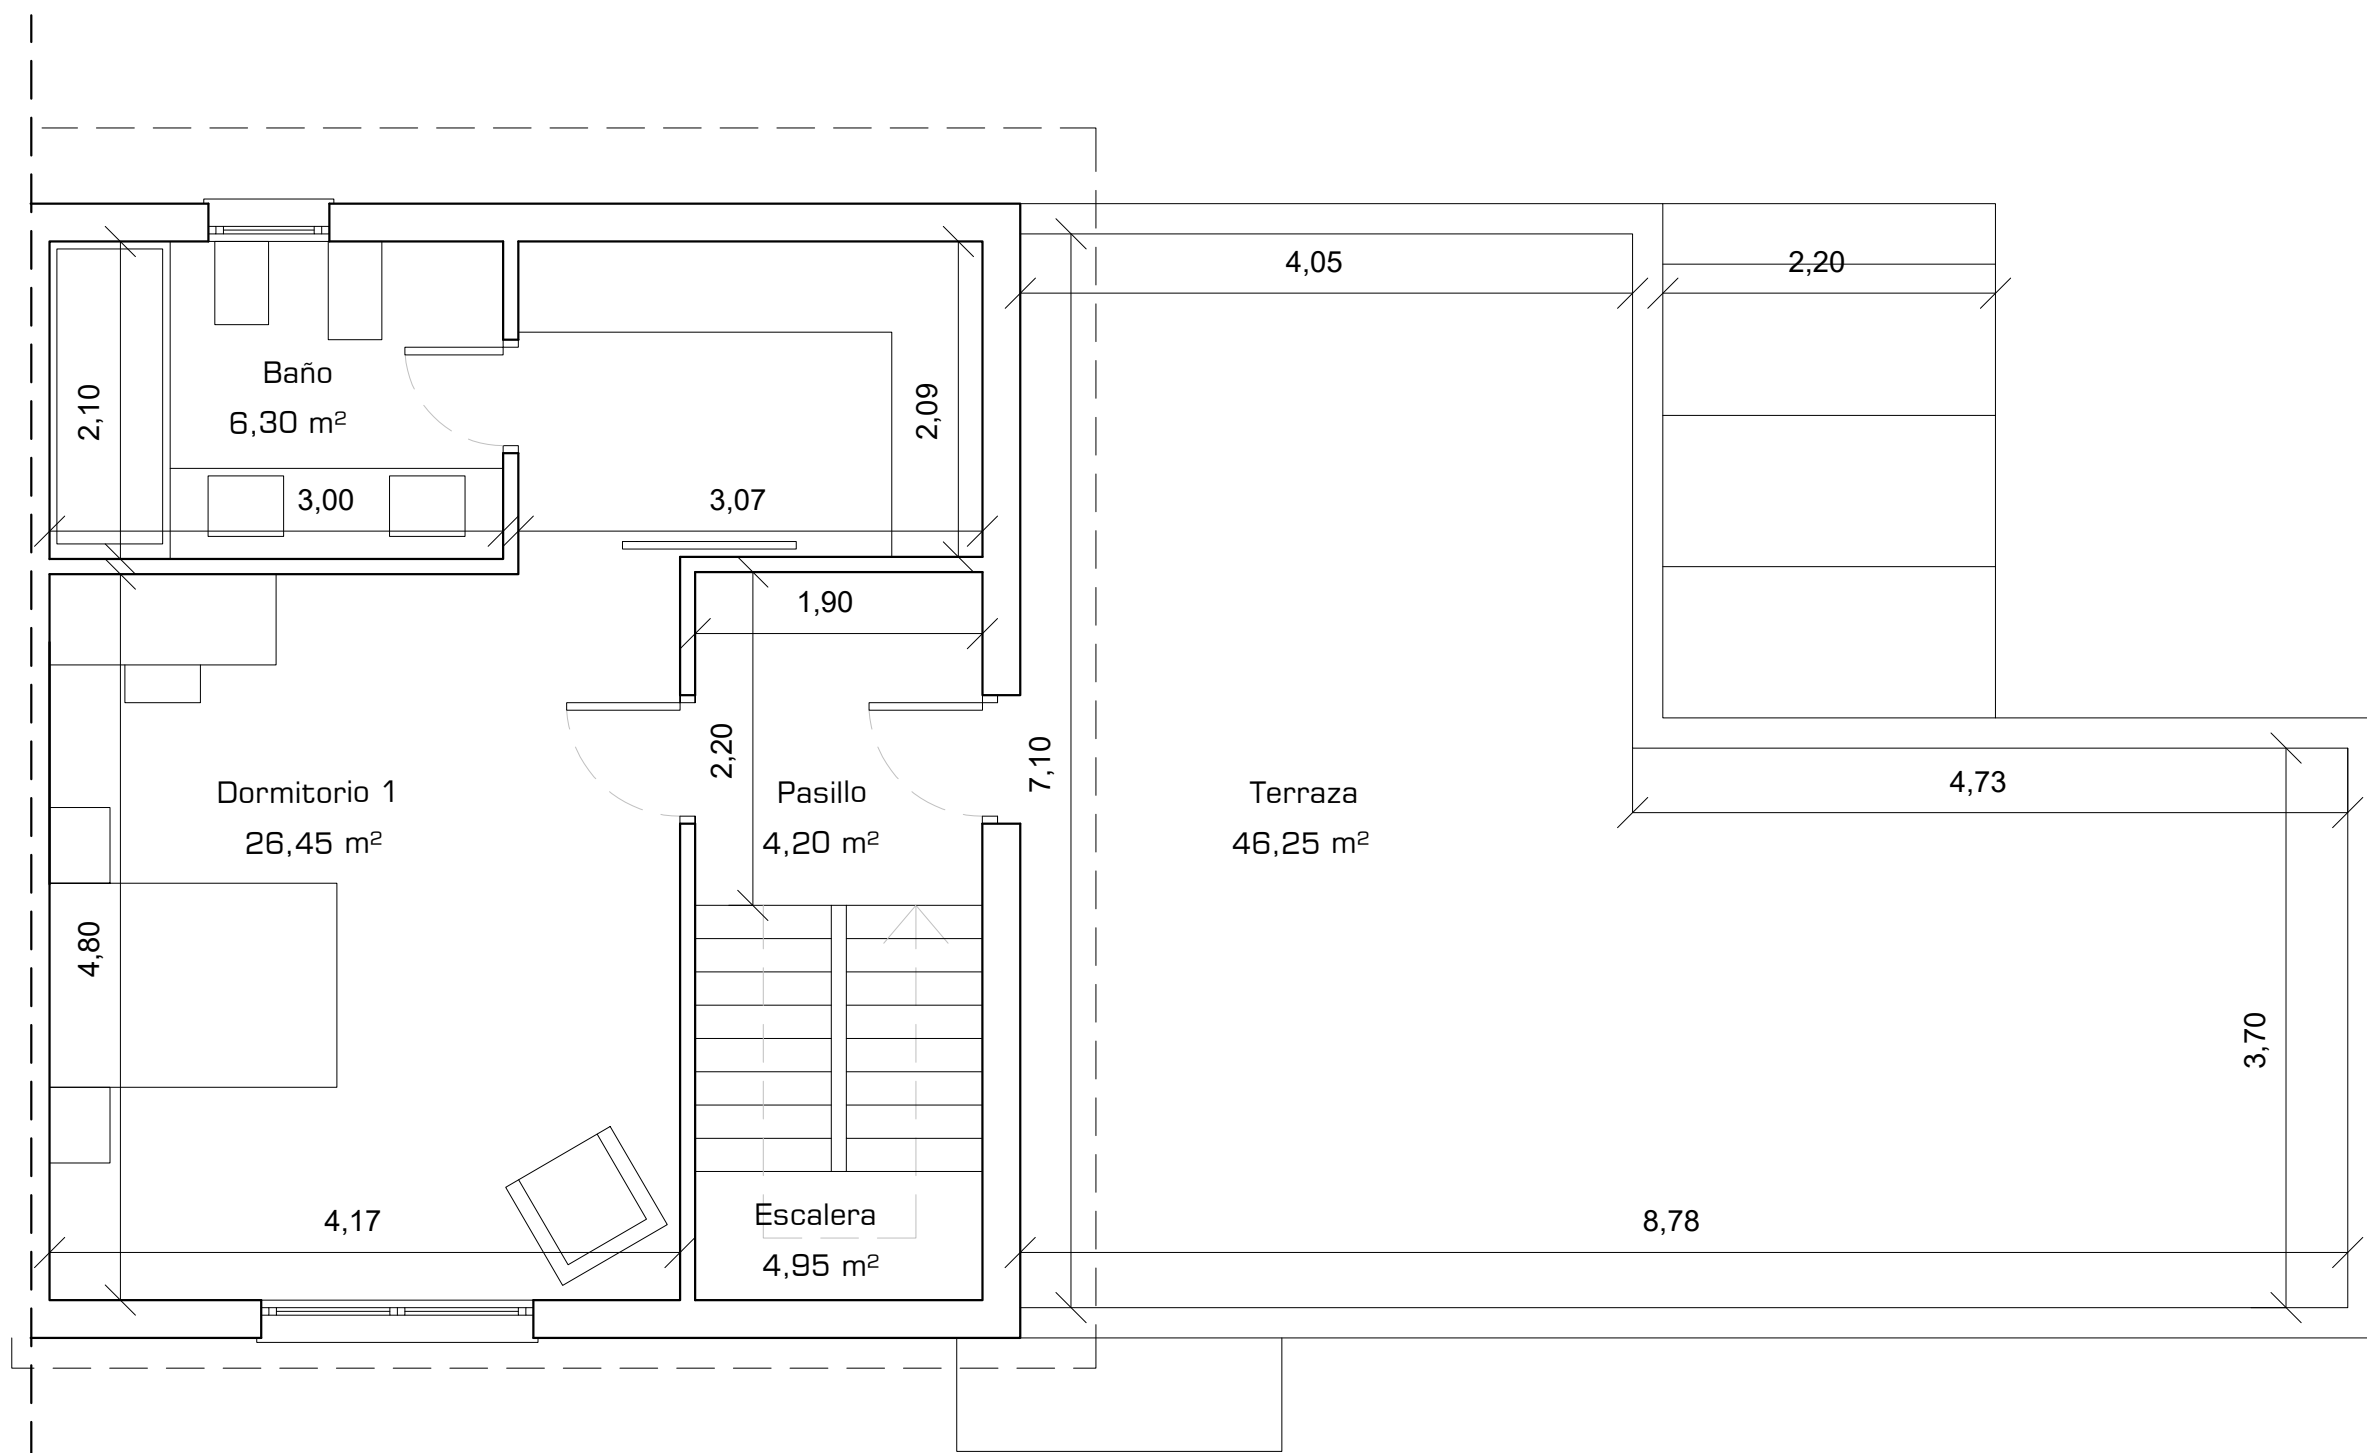 4,05
2,20
Baño
6,30 m²
2,10
2,09
3,00
3,07
1,90
2,20
7,10
4,73
Dormitorio 1
26,45 m²
Pasillo
4,20 m²
Terraza
46,25 m²
4,80
3,70
4,17
Escalera
4,95 m²
8,78